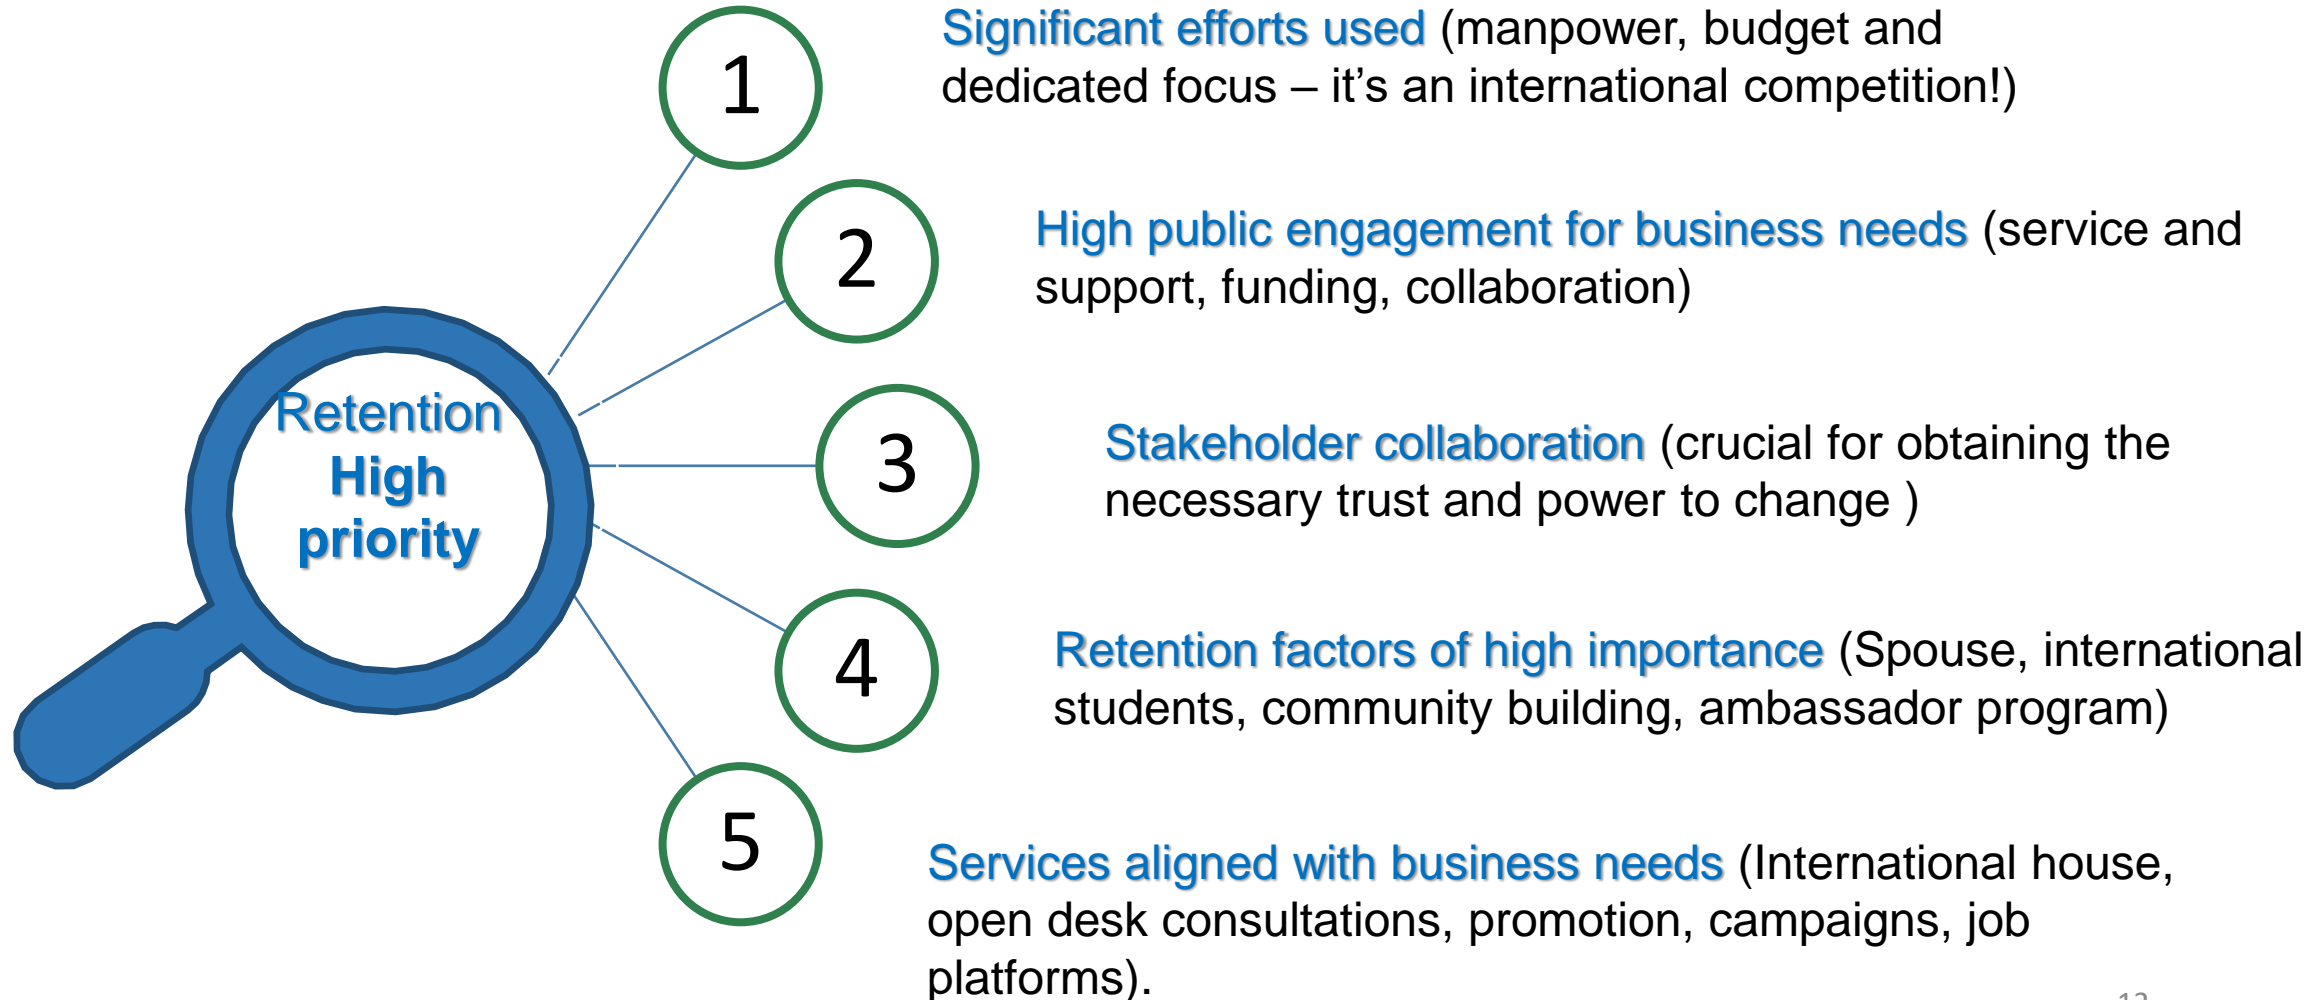 1
Significant efforts used (manpower, budget and
dedicated focus – it's an international competition!)
2
High public engagement for business needs (service and
support, funding, collaboration)
Retention
High
priority
3
Stakeholder collaboration (crucial for obtaining the
necessary trust and power to change )
4
Retention factors of high importance (Spouse, international
students, community building, ambassador program)
5
Services aligned with business needs (International house,
open desk consultations, promotion, campaigns, job
platforms).